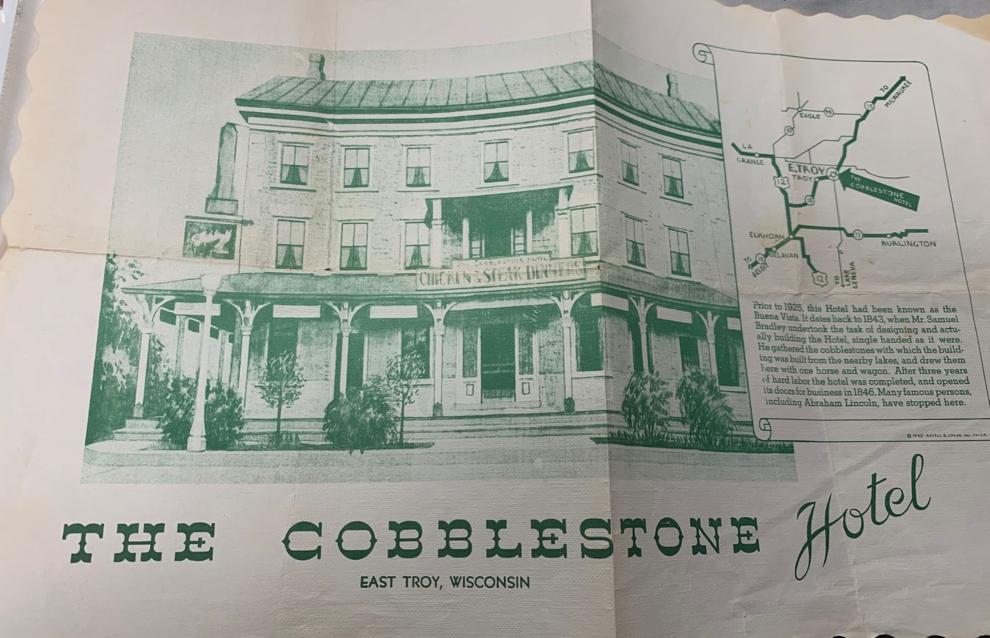 CHICKEN & STEAK DINNERS
TO
MILWAUKEE
EAGLE
LA
GRANGE
E.TROY
TROY
THE
COBBLESTONE
HOTEL
12
ELKHORN
DELAVAN
BURLINGTON
TO
BELOIT
12
TO
LAKE
GENEVA
Prior to 1925, this Hotel had been known as the
Buena Vista. It dates back to 1843, when Mr. Samuel
Bradley undertook the task of designing and actu-
ally building the Hotel, single handed as it were.
He gathered the cobblestones with which the build-
ing was built from the nearby lakes, and drew them
here with one horse and wagon. After three years
of hard labor the hotel was completed, and opened
its doors for business in 1846. Many famous persons,
including Abraham Lincoln, have stopped here.
THE COBBLESTONE Hotel
EAST TROY, WISCONSIN